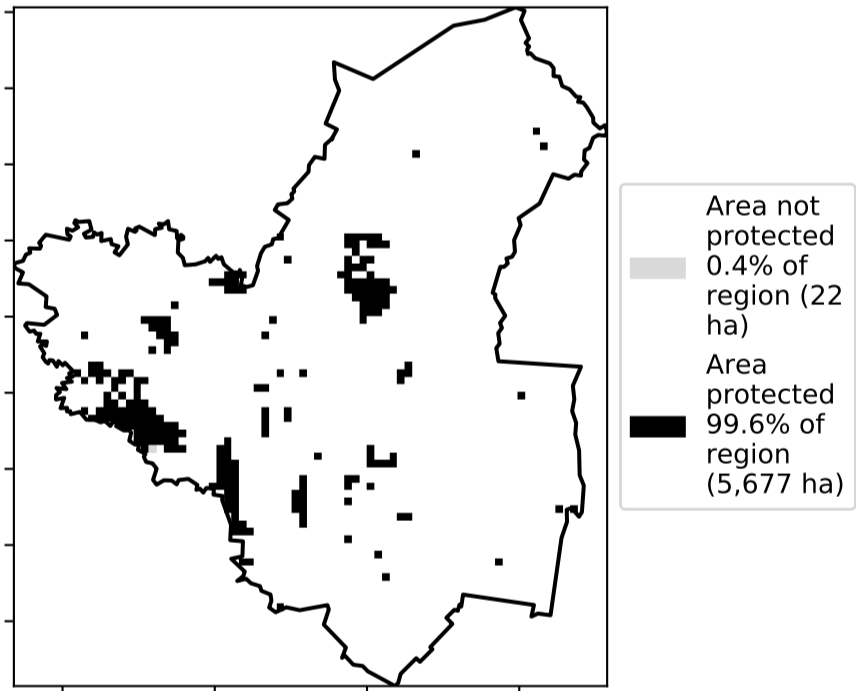 Area not
protected
0.4% of
region (22
ha)
Area
protected
99.6% of
region
(5,677 ha)